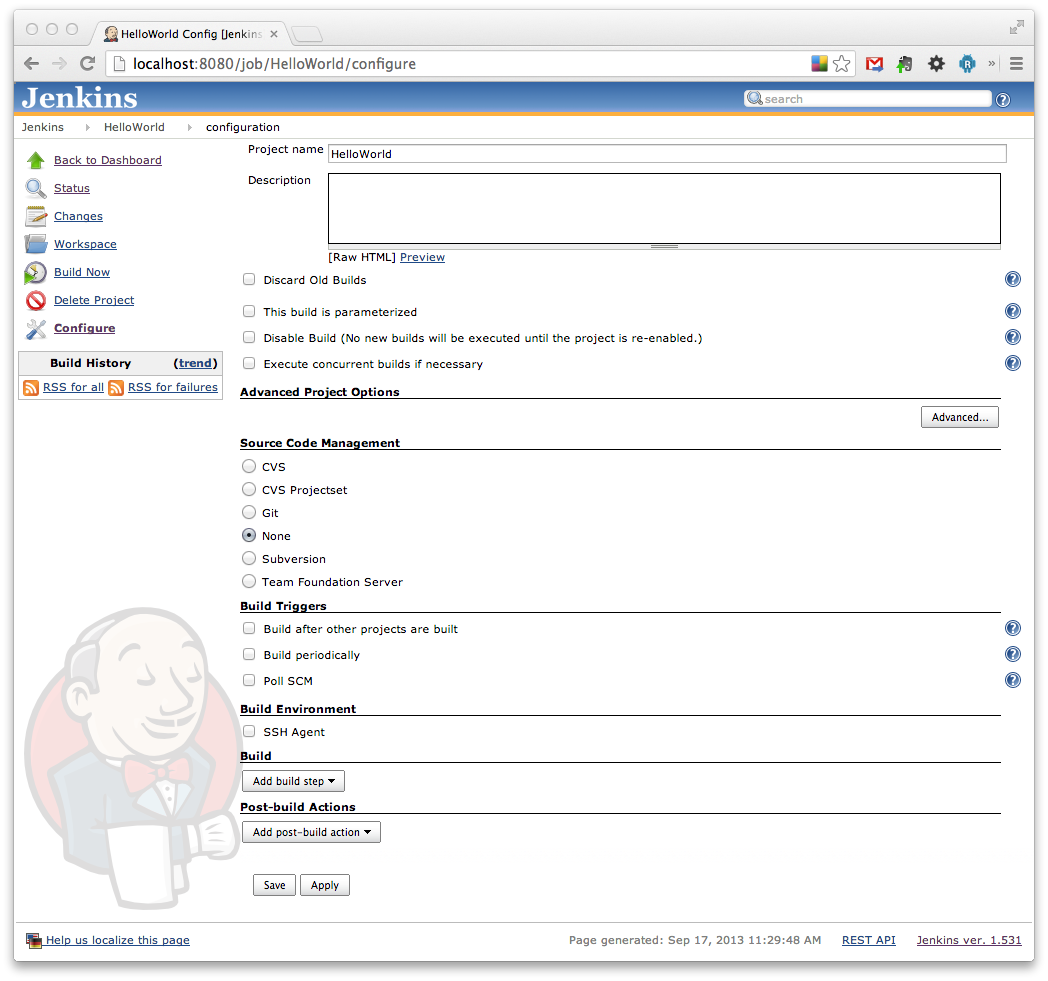 HelloWorld Config [Jenkins
localhost:8080/job/HelloWorld/configure
Jenkins
search
Jenkins HelloWorld configuration
Back to Dashboard
Status
Changes
Workspace
Build Now
Delete Project
Configure
Build History (trend)
RSS for all RSS for failures
Project name HelloWorld
Description
[Raw HTML] Preview
Discard Old Builds
This build is parameterized
Disable Build (No new builds will be executed until the project is re-enabled.)
Execute concurrent builds if necessary
Advanced Project Options
Advanced...
Source Code Management
CVS
CVS Projectset
Git
None
Subversion
Team Foundation Server
Build Triggers
Build after other projects are built
Build periodically
Poll SCM
Build Environment
SSH Agent
Build
Add build step
Post-build Actions
Add post-build action
Save Apply
Help us localize this page Page generated: Sep 17, 2013 11:29:48 AM REST API Jenkins ver. 1.531